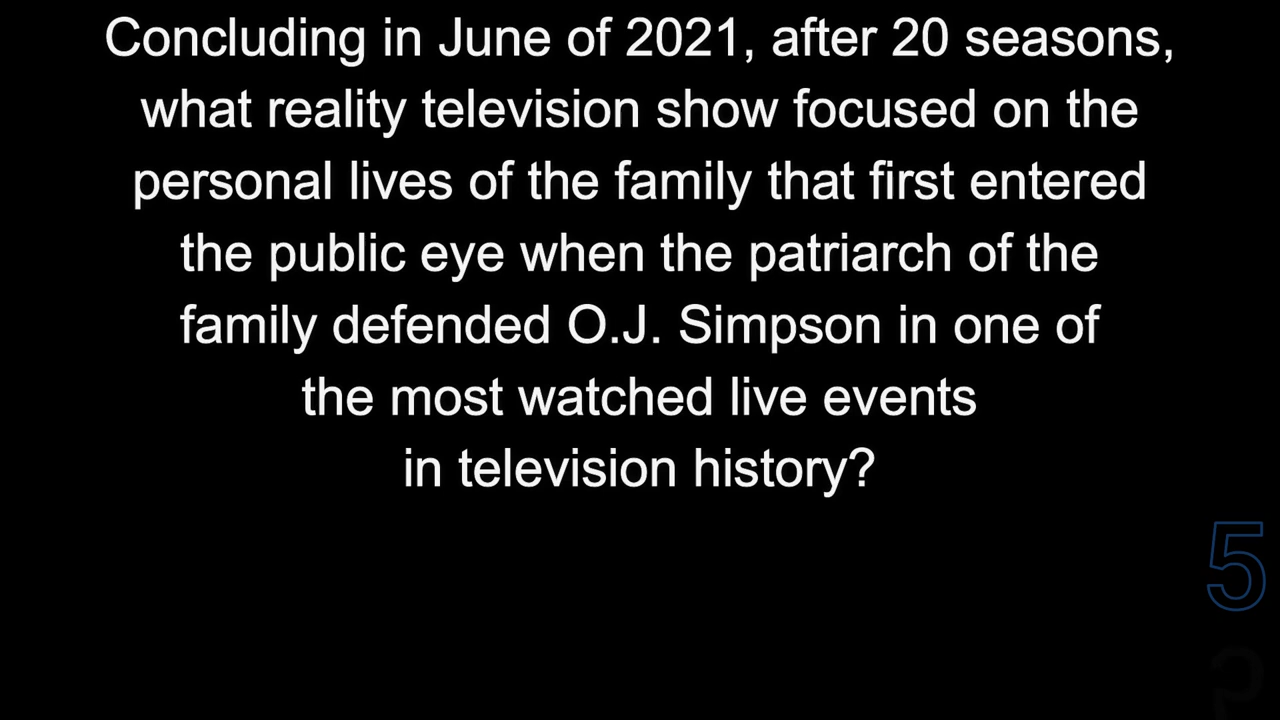 Concluding in June of 2021, after 20 seasons,
what reality television show focused on the
personal lives of the family that first entered
the public eye when the patriarch of the
family defended O.J. Simpson in one of
the most watched live events
in television history?
5